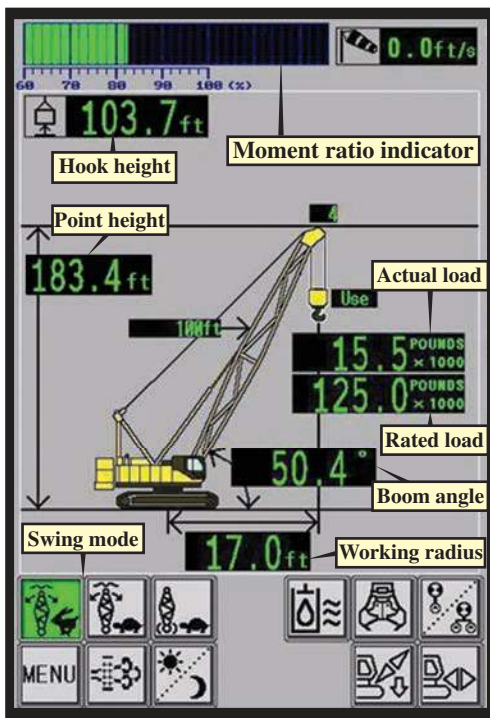 0.0ft/s
60 70 80 90 100 (%)
103.7ft
Moment ratio indicator
Hook height
Point height
4
183.4ft
Actual load
Use
100ft
15.5 POUNDS × 1000
125.0 POUNDS × 1000
Rated load
50.4°
Boom angle
Swing mode
17.0ft
Working radius
MENU